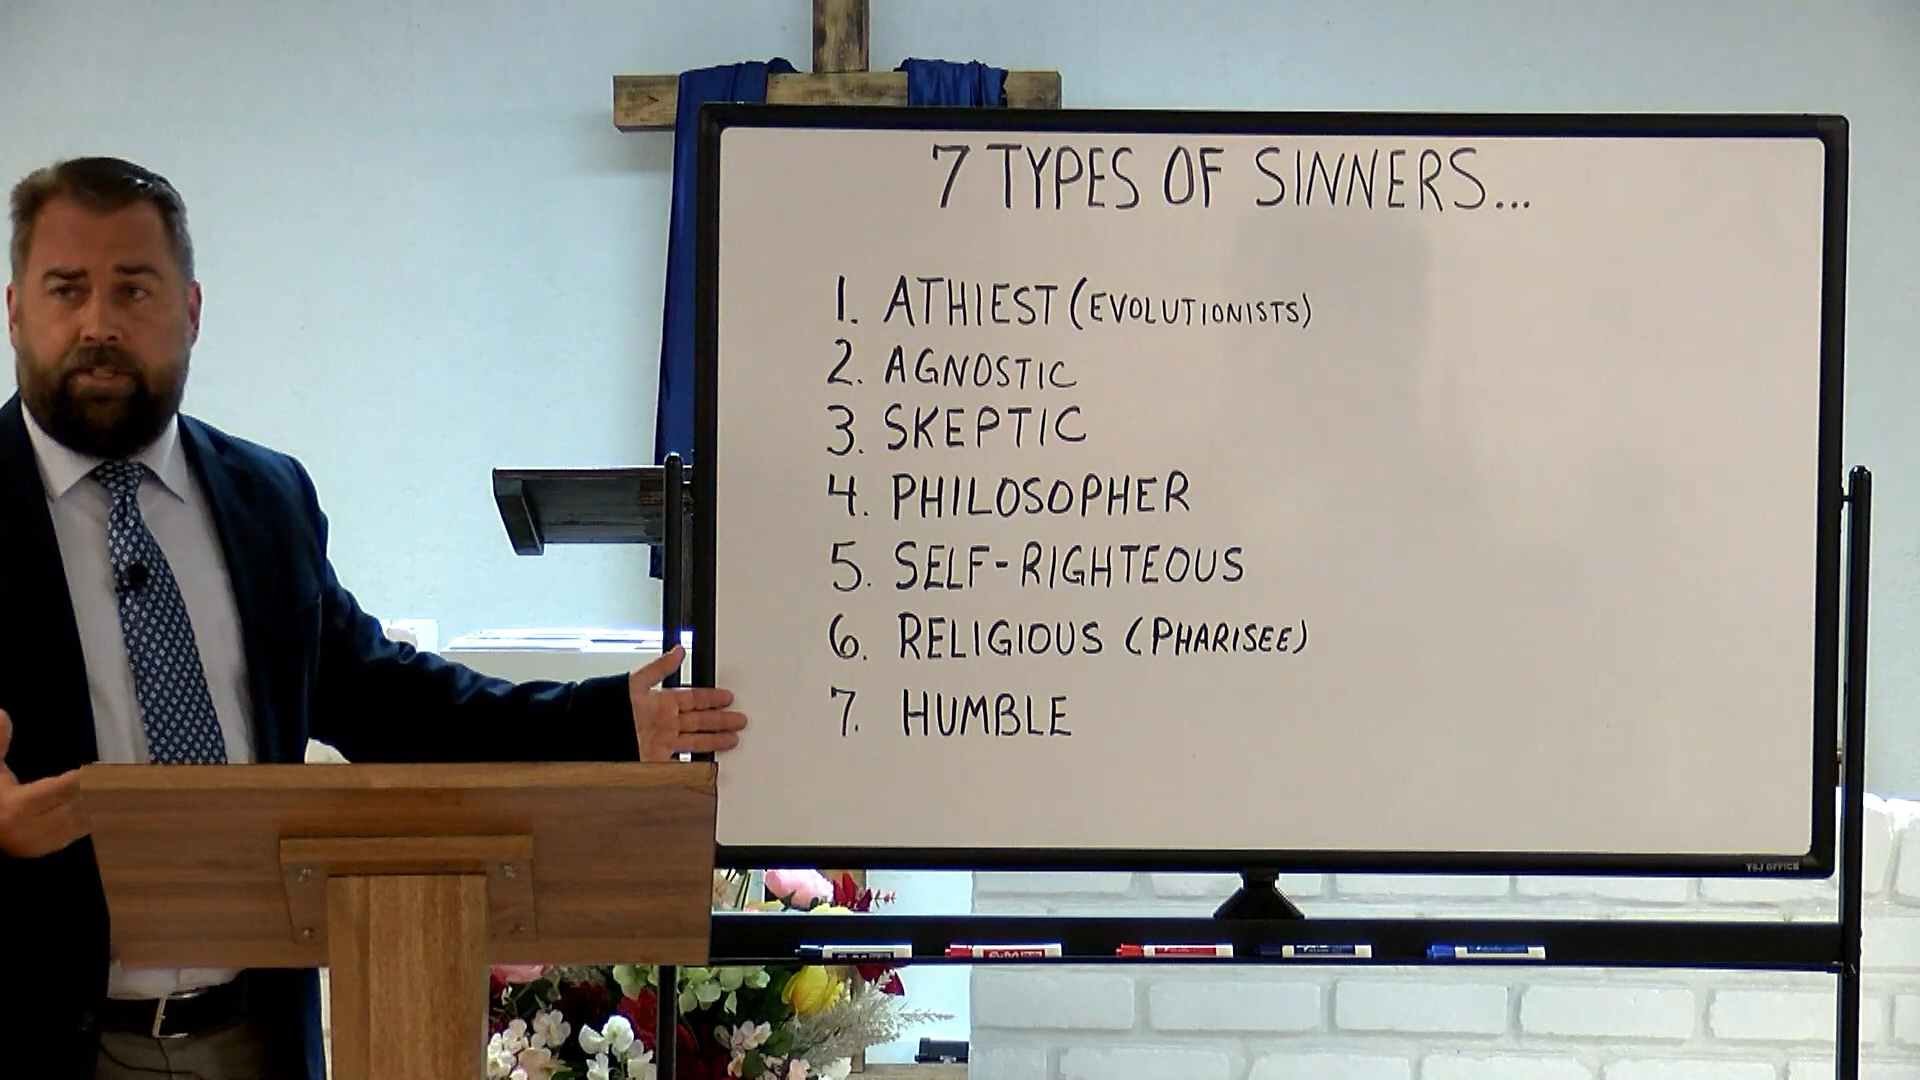 7 TYPES OF SINNERS...
1. ATHIEST (EVOLUTIONISTS)
2. AGNOSTIC
3. SKEPTIC
4. PHILOSOPHER
5. SELF-RIGHTEOUS
6. RELIGIOUS (PHARISEE)
7. HUMBLE